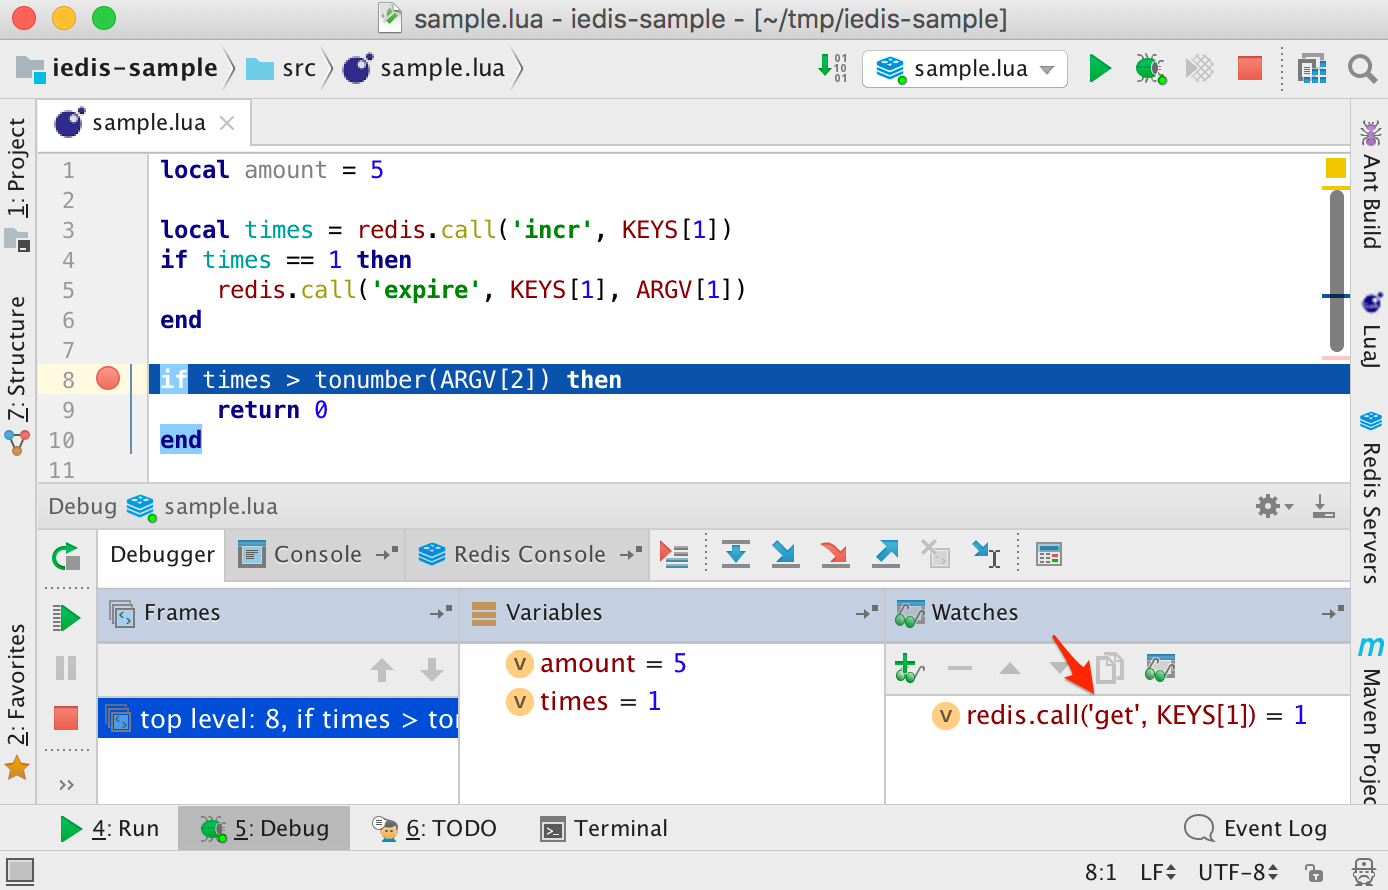 sample.lua - iedis-sample - [~/tmp/iedis-sample]
iedis-sample src sample.lua
01
10
01
sample.lua
1: Project
7: Structure
2: Favorites
sample.lua
1 local amount = 5
2
3 local times = redis.call('incr', KEYS[1])
4 if times == 1 then
5 redis.call('expire', KEYS[1], ARGV[1])
6 end
7
8 if times > tonumber(ARGV[2]) then
9 return 0
10 end
11
Ant Build
LuaJ
Redis Servers
m Maven Projec
Debug sample.lua
Debugger Console Redis Console
Frames Variables Watches
top level: 8, if times > to
V amount = 5
V times = 1
V redis.call('get', KEYS[1]) = 1
4: Run 5: Debug 6: TODO Terminal Event Log
8:1 LF UTF-8